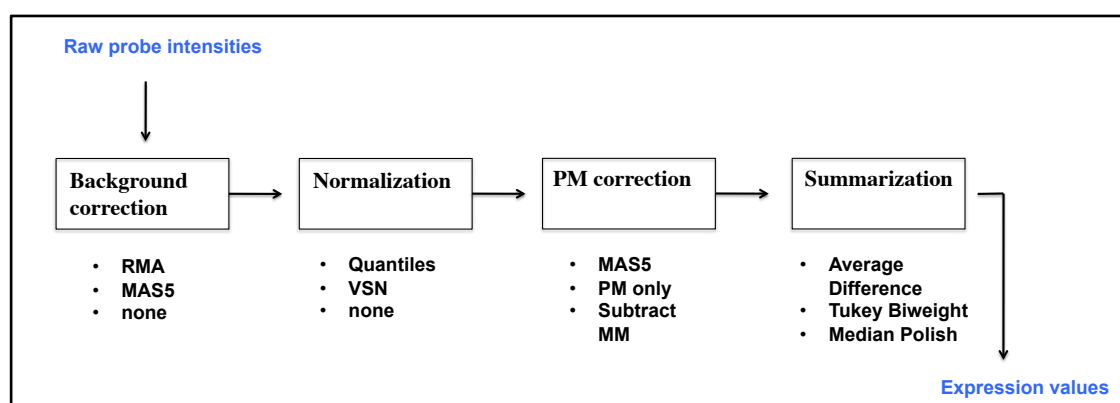 Raw probe intensities
Background
correction
Normalization
PM correction
Summarization
• RMA
• MAS5
• none
• Quantiles
• VSN
• none
• MAS5
• PM only
• Subtract
MM
• Average
Difference
• Tukey Biweight
• Median Polish
Expression values